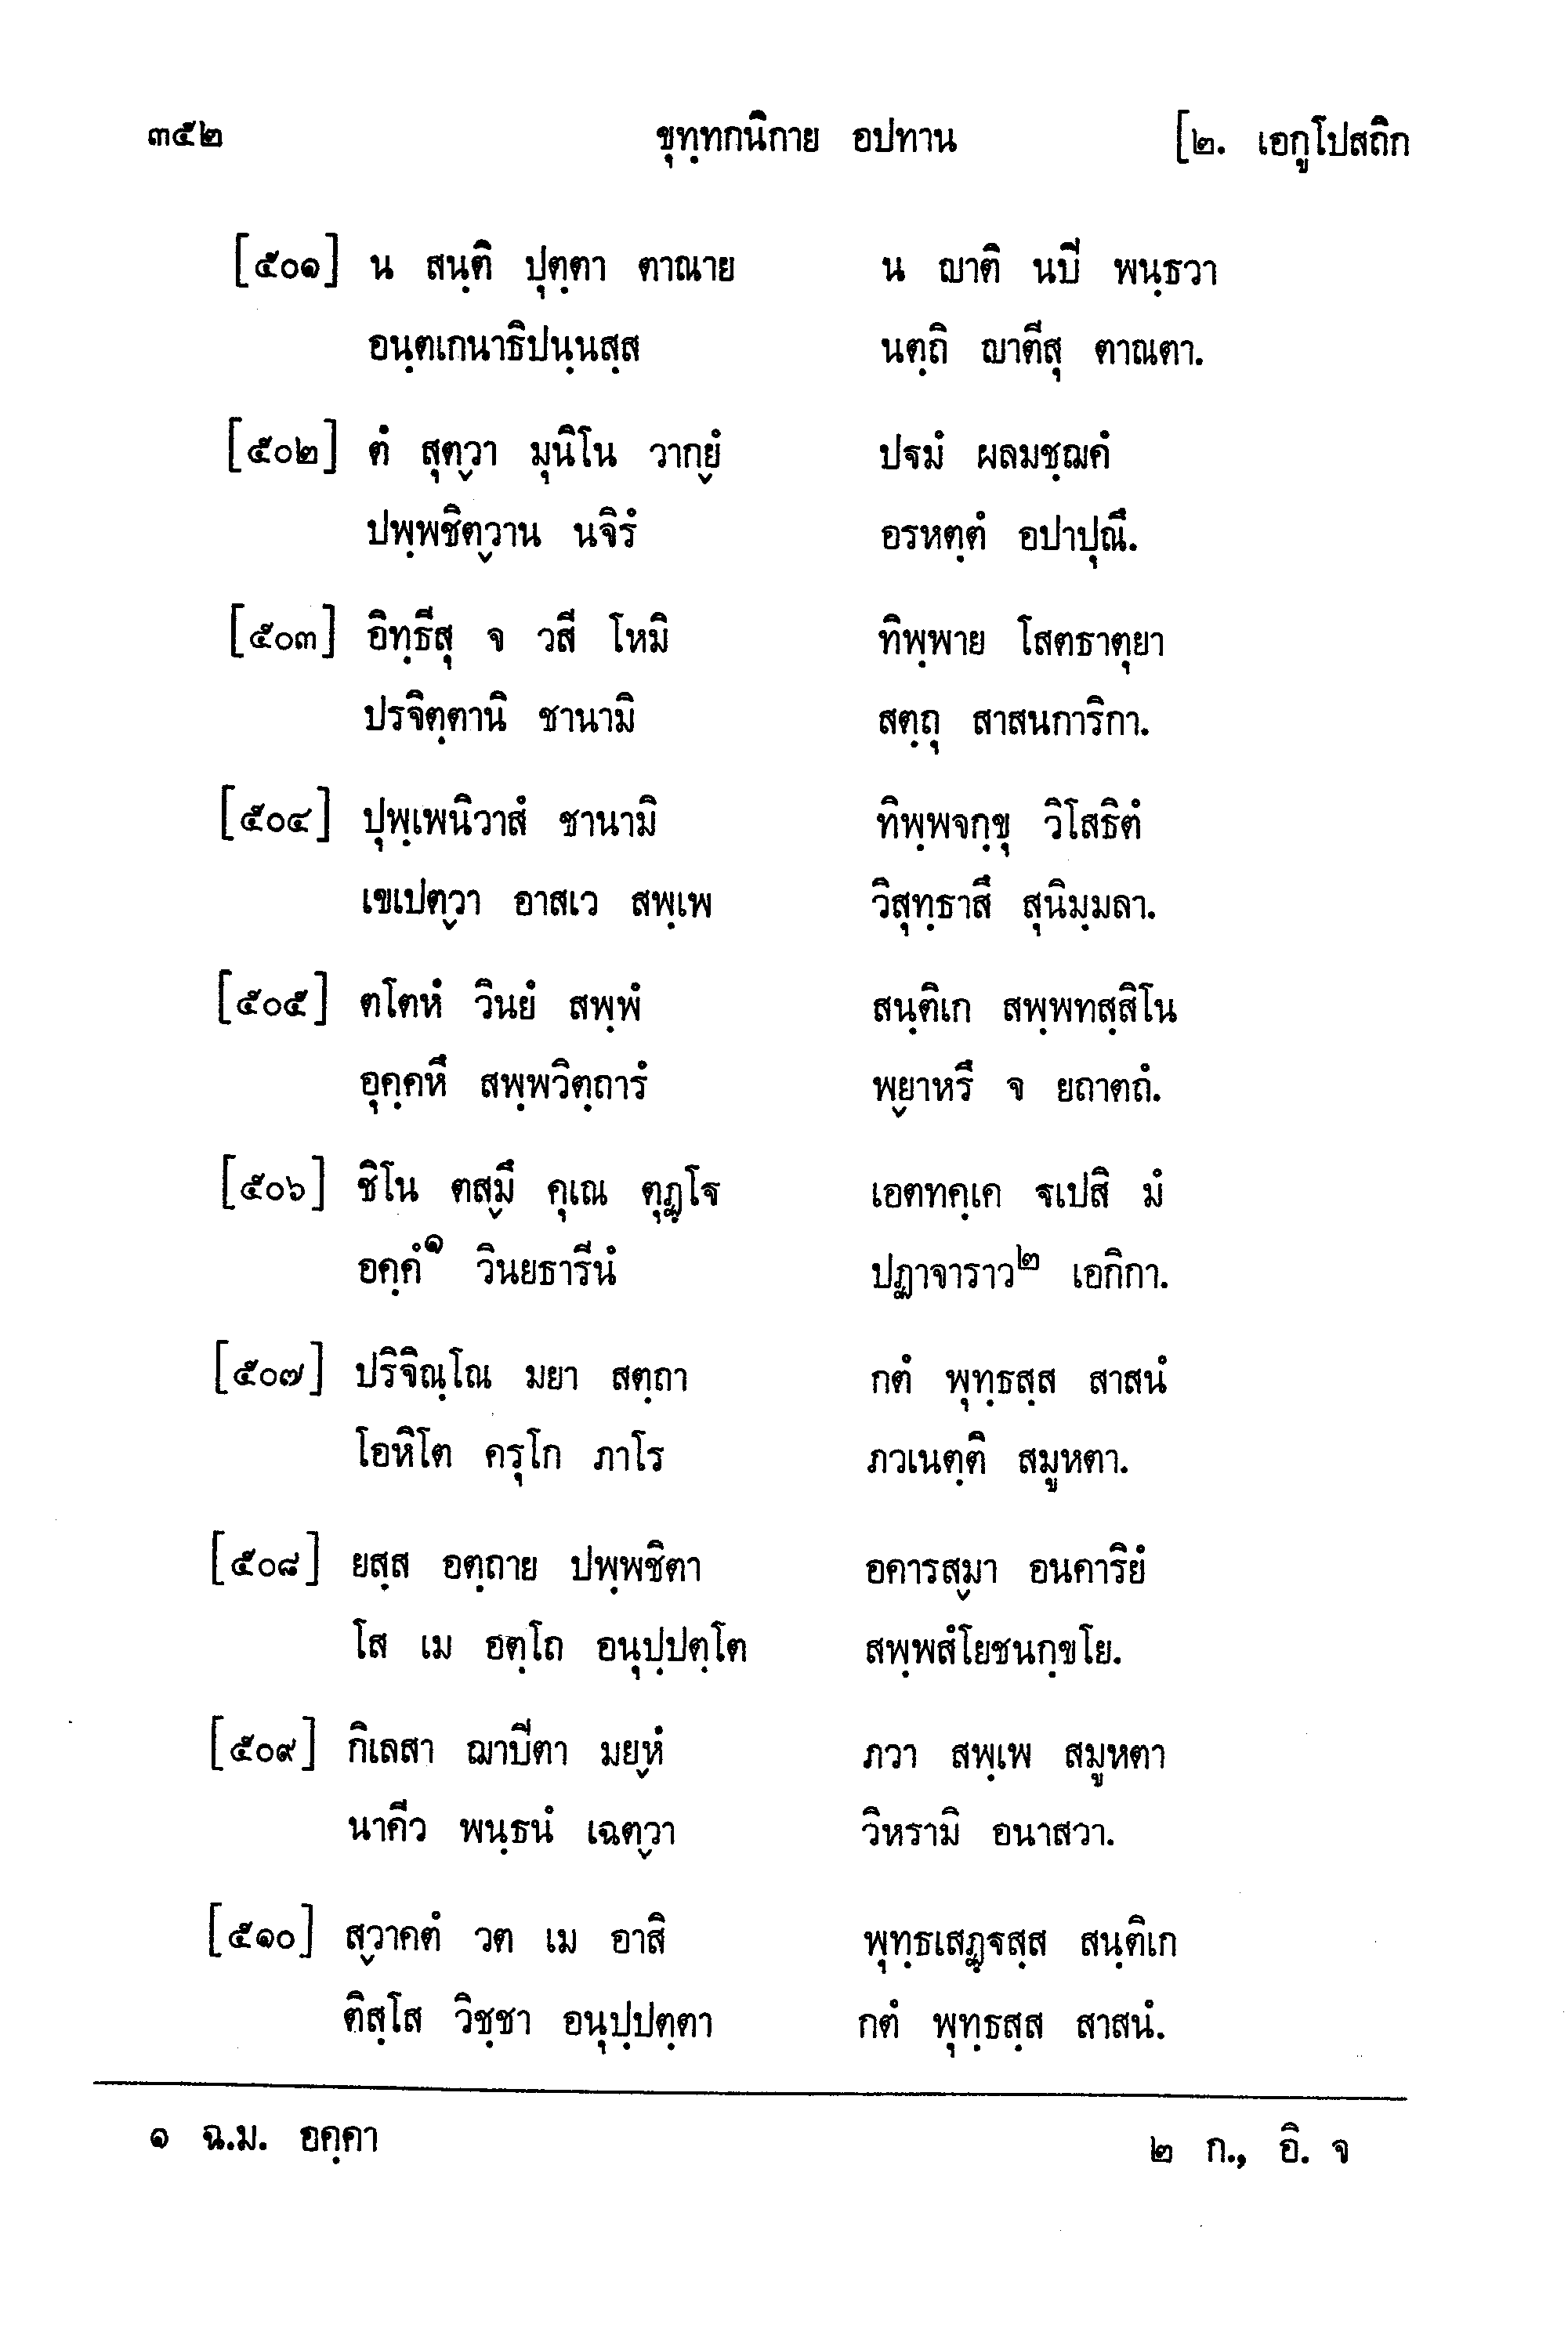 ๓๕๒ ขุทฺทกนิกาย อปทาน [๒. เอกูโปสถิก
[๕๐๑] น สนฺติ ปุตฺตา ตาณาย น ญาติ นปี พนฺธวา
อนฺตเกนาธิปนฺนสฺส นตฺถิ ญาตีสุ ตาณตา.
[๕๐๒] ตํ สุตฺวา มุนิโน วากฺยํ ปฐมํ ผลมชฺฌคํ
ปพฺพชิตฺวาน นจิรํ อรหตฺตํ อปาปุณึ.
[๕๐๓] อิทฺธีสุ จ วสี โหมิ ทิพฺพาย โสตธาตุยา
ปรจิตฺตานิ ชานามิ สตฺถุ สาสนการิกา.
[๕๐๔] ปุพฺเพนิวาสํ ชานามิ ทิพฺพจกฺขุ วิโสธิตํ
เขเปตฺวา อาสเว สพฺเพ วิสุทฺธาสึ สุนิมฺมลา.
[๕๐๕] ตโตหํ วินยํ สพฺพํ สนฺติเก สพฺพทสฺสิโน
อุคฺคหึ สพฺพวิตฺถารํ พฺยาหรึ จ ยถาตถํ.
[๕๐๖] ชิโน ตสฺมึ คุเณ ตุฏฺโฐ เอตทคฺเค ฐเปสิ มํ
อคฺคํ๑ วินยธารีนํ ปฏาจาราว๒ เอกิกา.
[๕๐๗] ปริจิณฺโณ มยา สตฺถา กตํ พุทฺธสฺส สาสนํ
โอหิโต ครุโก ภาโร ภวเนตฺติ สมูหตา.
[๕๐๘] ยสฺส อตฺถาย ปพฺพชิตา อคารสฺมา อนคาริยํ
โส เม อตฺโถ อนุปฺปตฺโต สพฺพสํโยชนกฺขโย.
[๕๐๙] กิเลสา ฌาปิตา มยฺหํ ภวา สพฺเพ สมูหตา
นาคีว พนฺธนํ เฉตฺวา วิหรามิ อนาสวา.
[๕๑๐] สฺวาคตํ วต เม อาสิ พุทฺธเสฏฺฐสฺส สนฺติเก
ติสฺโส วิชฺชา อนุปฺปตฺตา กตํ พุทฺธสฺส สาสนํ.
๑ ฉ.ม. อคฺคา ๒ ก., อิ. จ